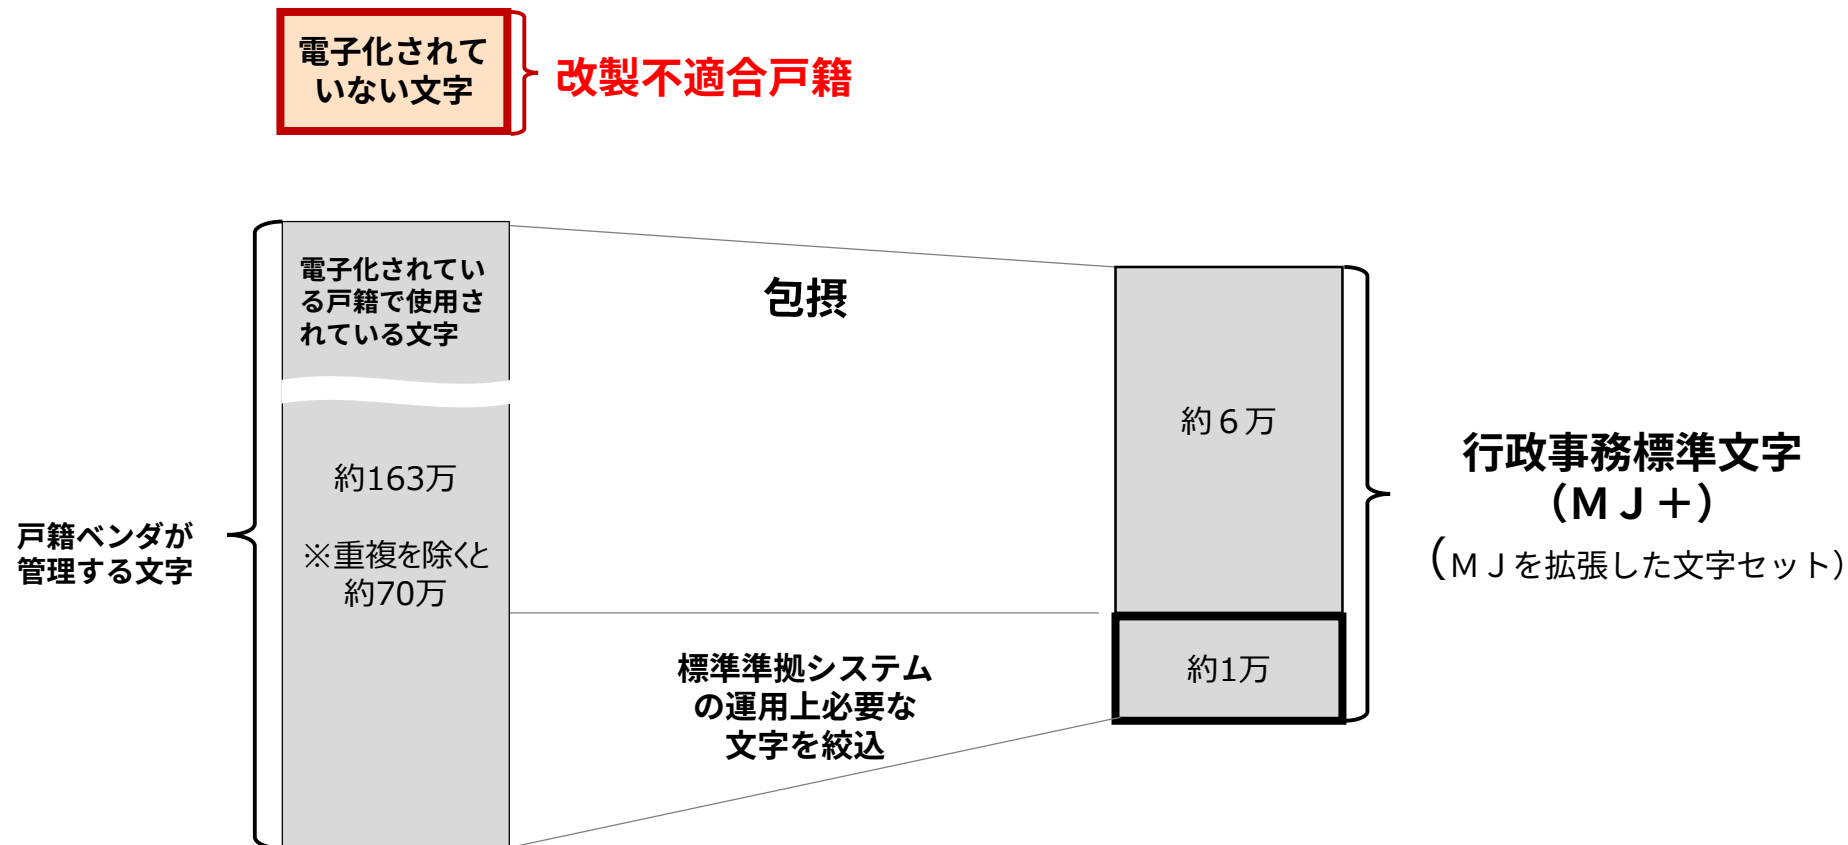 電子化されて
いない文字
改製不適合戸籍
電子化されてい
る戸籍で使用さ
れている文字
包摂
約６万
約163万
※重複を除くと
約70万
戸籍ベンダが
管理する文字
行政事務標準文字
（ＭＪ＋）
（ＭＪを拡張した文字セット）
標準準拠システム
の運用上必要な
文字を絞込
約1万